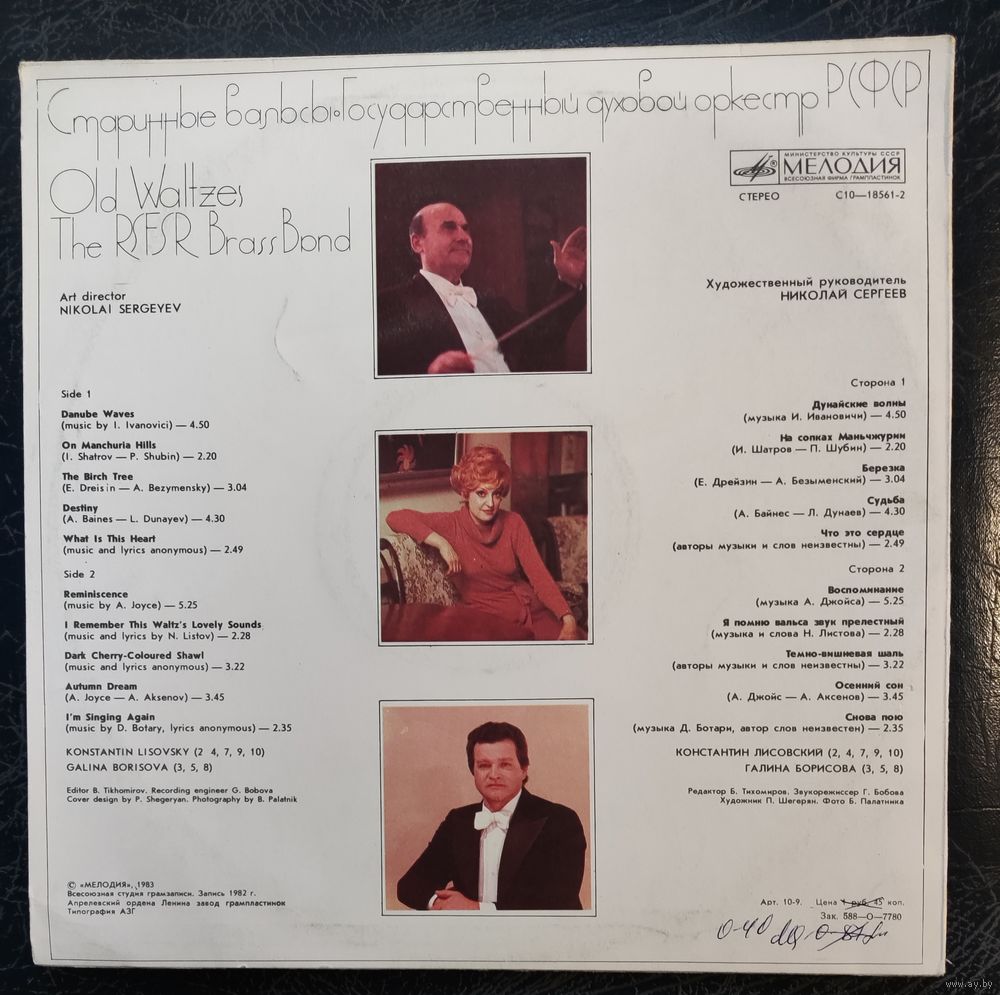 Старинные вальсы·Государственный духовой оркестр РСФСР
Old Waltzes
The RSFSR Brass Band
МИНИСТЕРСТВО КУЛЬТУРЫ СССР
МЕЛОДИЯ
ВСЕСОЮЗНАЯ ФИРМА ГРАМПЛАСТИНОК
СТЕРЕО С10—18561-2
Art director
NIKOLAI SERGEYEV
Художественный руководитель
НИКОЛАЙ СЕРГЕЕВ
Side 1
Danube Waves
(music by I. Ivanovici) — 4.50
On Manchuria Hills
(I. Shatrov — P. Shubin) — 2.20
The Birch Tree
(E. Dreisin — A. Bezymensky) — 3.04
Destiny
(A. Baines — L. Dunayev) — 4.30
What Is This Heart
(music and lyrics anonymous) — 2.49
Side 2
Reminiscence
(music by A. Joyce) — 5.25
I Remember This Waltz's Lovely Sounds
(music and lyrics by N. Listov) — 2.28
Dark Cherry-Coloured Shawl
(music and lyrics anonymous) — 3.22
Autumn Dream
(A. Joyce — A. Aksenov) — 3.45
I'm Singing Again
(music by D. Botary, lyrics anonymous) — 2.35
KONSTANTIN LISOVSKY (2 4, 7, 9, 10)
GALINA BORISOVA (3, 5, 8)
Editor B. Tikhomirov. Recording engineer G. Bobova
Cover design by P. Shegeryan. Photography by B. Palatnik
Сторона 1
Дунайские волны
(музыка И. Ивановичи) — 4.50
На сопках Маньчжурии
(И. Шатров — П. Шубин) — 2.20
Березка
(Е. Дрейзин — А. Безыменский) — 3.04
Судьба
(А. Байнес — Л. Дунаев) — 4.30
Что это сердце
(авторы музыки и слов неизвестны) — 2.49
Сторона 2
Воспоминание
(музыка А. Джойса) — 5.25
Я помню вальса звук прелестный
(музыка и слова Н. Листова) — 2.28
Темно-вишневая шаль
(авторы музыки и слов неизвестны) — 3.22
Осенний сон
(А. Джойс — А. Аксенов) — 3.45
Снова пою
(музыка Д. Ботари, автор слов неизвестен) — 2.35
КОНСТАНТИН ЛИСОВСКИЙ (2, 4, 7, 9, 10)
ГАЛИНА БОРИСОВА (3, 5, 8)
Редактор Б. Тихомиров. Звукорежиссер Г. Бобова
Художник П. Шегерян. Фото Б. Палатника
© «МЕЛОДИЯ», 1983
Всесоюзная студия грамзаписи. Запись 1982 г.
Апрелевский ордена Ленина завод грампластинок
Типография АЗГ
Арт. 10-9. Цена 1 руб. 45 коп.
Зак. 588—О—7780
0-40
www.ay.by